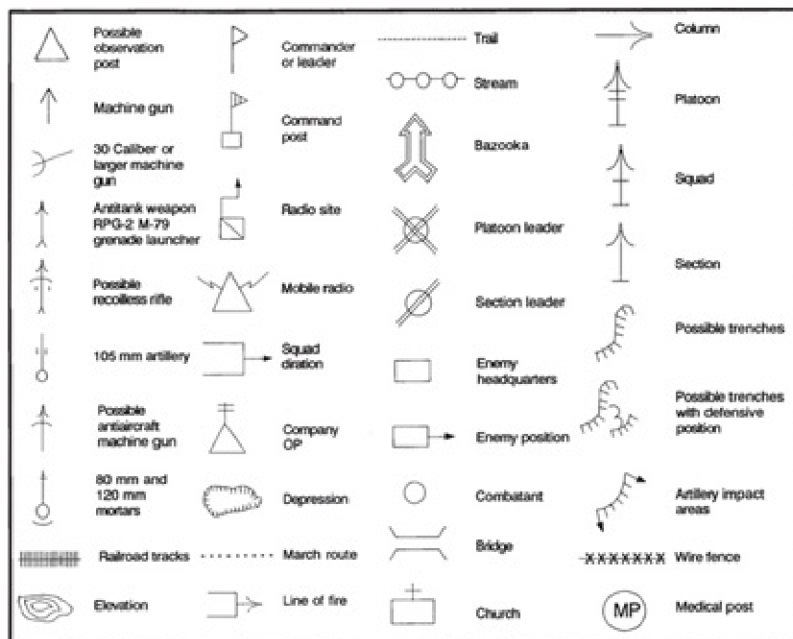 Possible
observation
post
Machine gun
30 Caliber or
larger machine
gun
Antitank weapon
RPG-2 M-79
grenade launcher
Possible
recoilless rifle
105 mm artillery
Possible
antiaircraft
machine gun
80 mm and
120 mm
mortars
Railroad tracks
Elevation
Commander
or leader
Command
post
Radio site
Mobile radio
Squad
diration
Company
OP
Depression
March route
Line of fire
Trail
Stream
Bazooka
Platoon leader
Section leader
Enemy
headquarters
Enemy position
Combatant
Bridge
Church
Column
Platoon
Squad
Section
Possible trenches
Possible trenches
with defensive
position
Artillery impact
areas
Wire fence
MP
Medical post